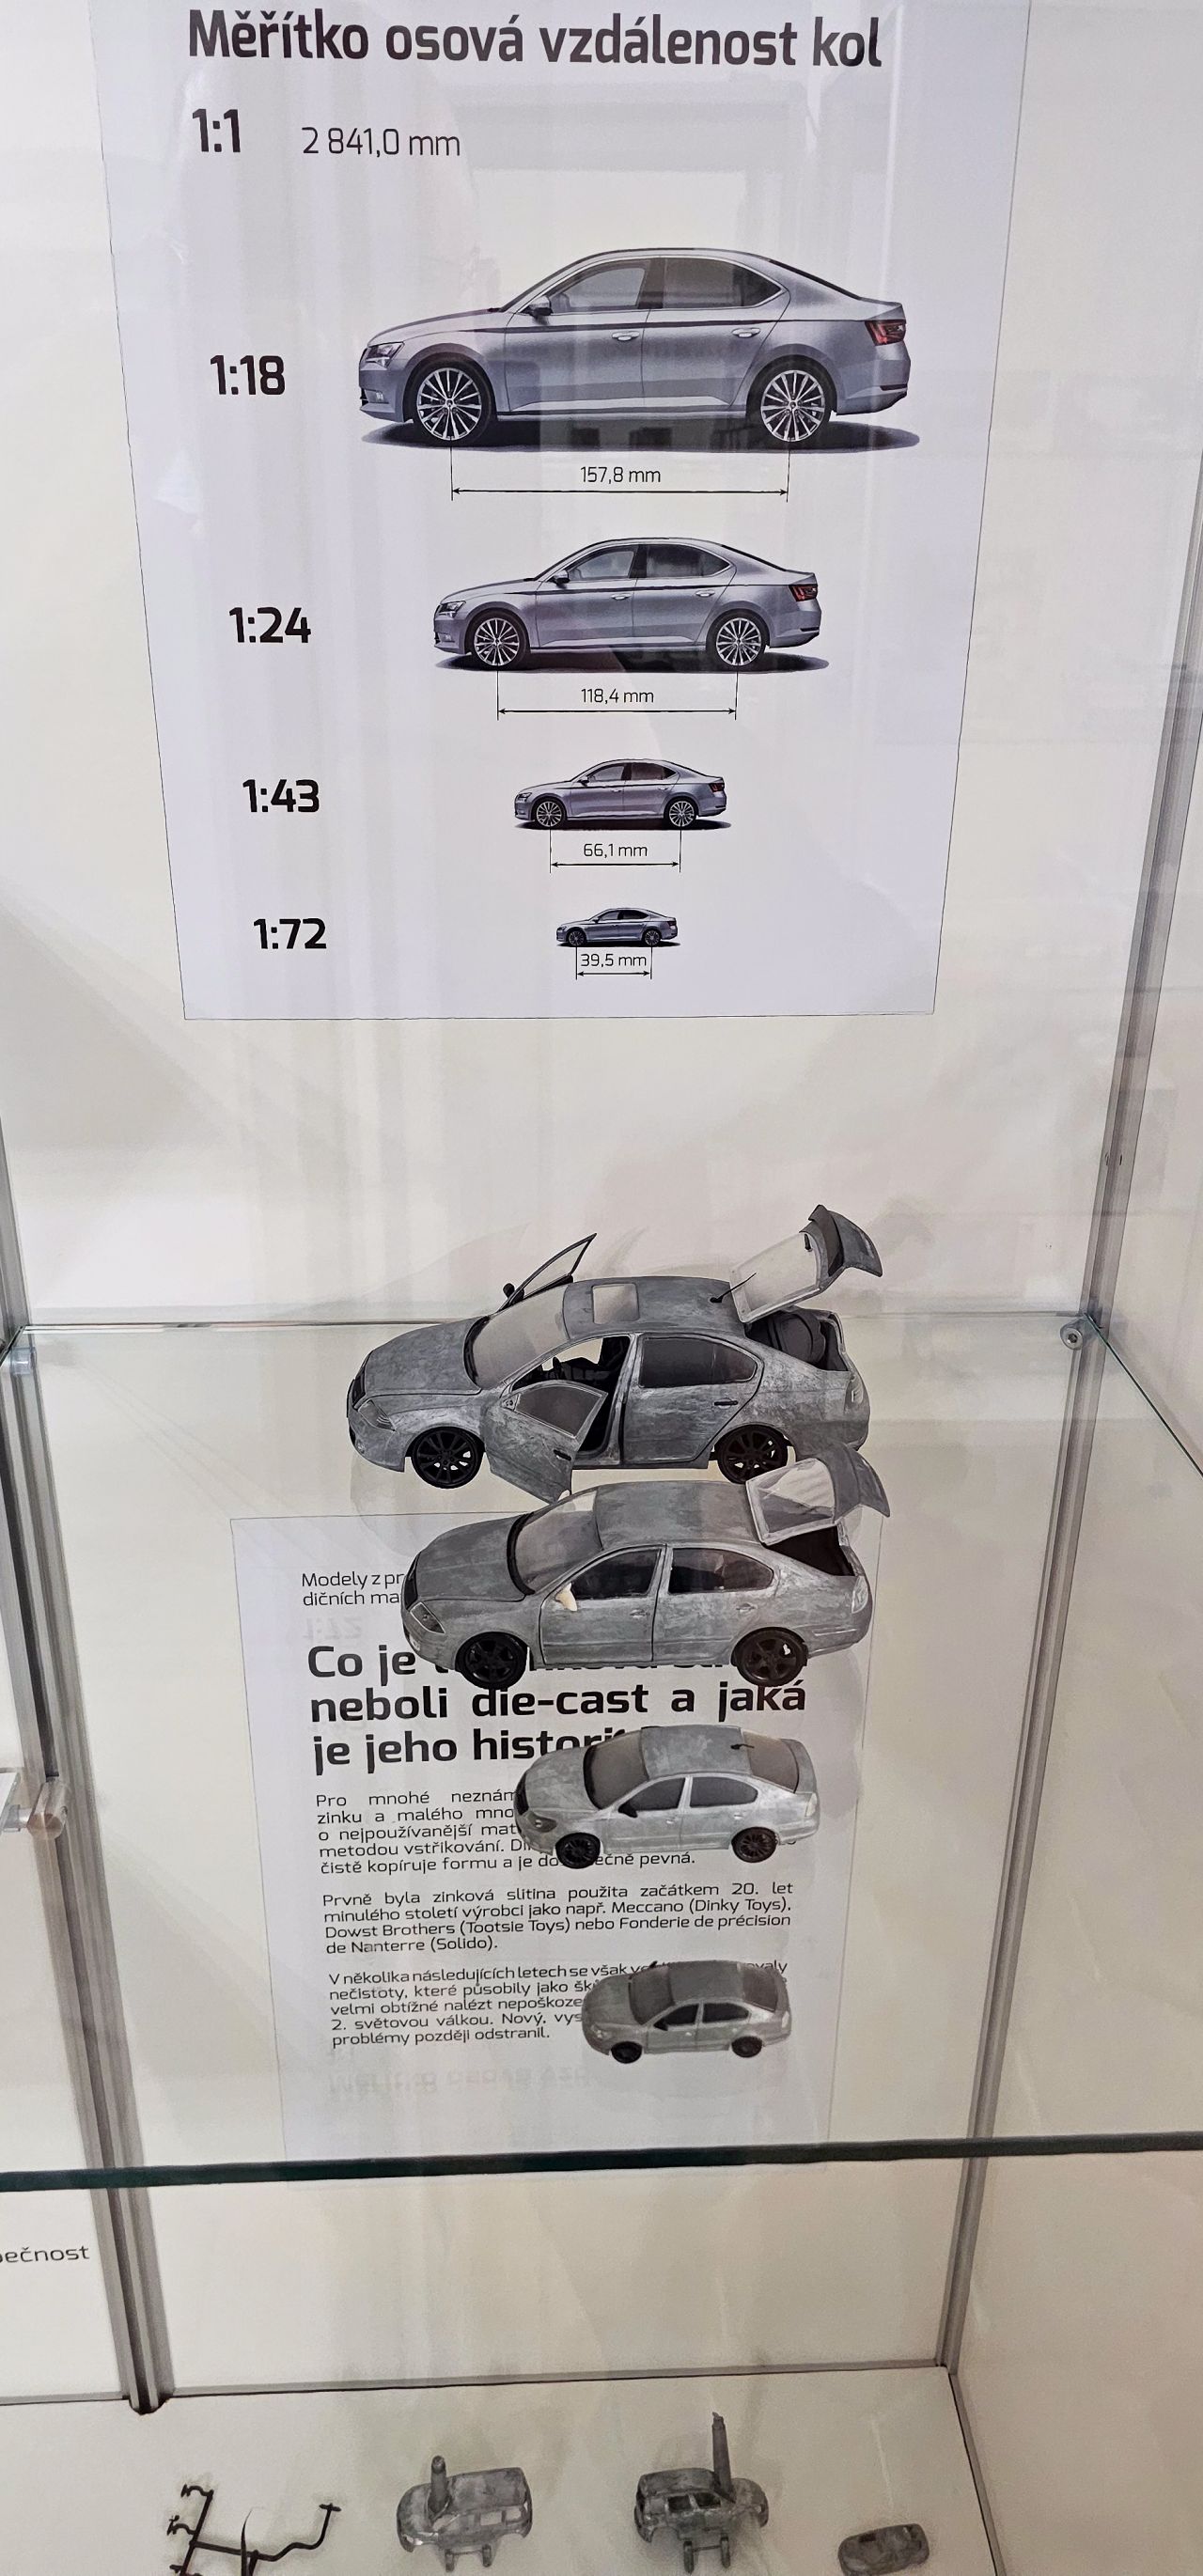 Měřítko osová vzdálenost kol
1:1 2 841,0 mm
1:18
157,8 mm
1:24
118,4 mm
1:43
66,1 mm
1:72
39,5 mm
Modely z
dičních
Co je
neboli die-cast a jaká
je jeho
Pro mnohé
zinku a malého
o nejpoužívanější
metodou vstřikování.
čistě kopíruje formu a je pevná.
Prvně byla zinková slitina použita začátkem 20. let
minulého století výrobci jako např. Meccano (Dinky Toys),
Dowst Brothers (Tootsie Toys) nebo Fonderie de précision
de Nanterre (Solido).
V několika následujících letech se však
nečistoty, které působily jako
velmi obtížné nalézt
2. světovou válkou. Nový,
problémy později odstranil.